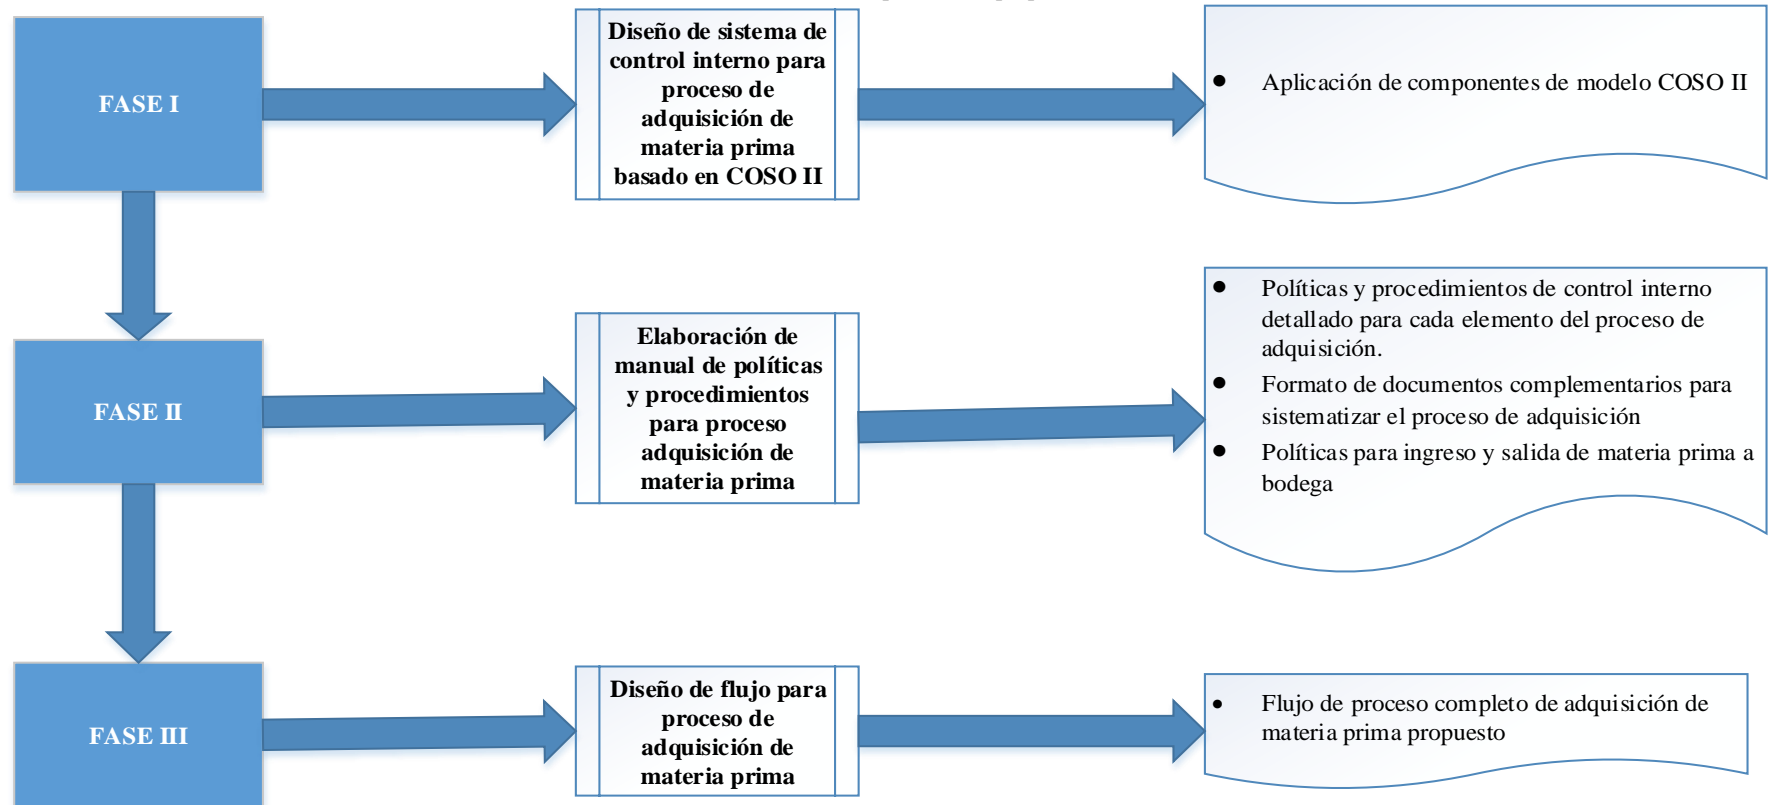 FASE I
Diseño de sistema de
control interno para
proceso de
adquisición de
materia prima
basado en COSO II
● Aplicación de componentes de modelo COSO II
FASE II
Elaboración de
manual de políticas
y procedimientos
para proceso
adquisición de
materia prima
● Políticas y procedimientos de control interno
detallado para cada elemento del proceso de
adquisición.
● Formato de documentos complementarios para
sistematizar el proceso de adquisición
● Políticas para ingreso y salida de materia prima a
bodega
FASE III
Diseño de flujo para
proceso de
adquisición de
materia prima
● Flujo de proceso completo de adquisición de
materia prima propuesto